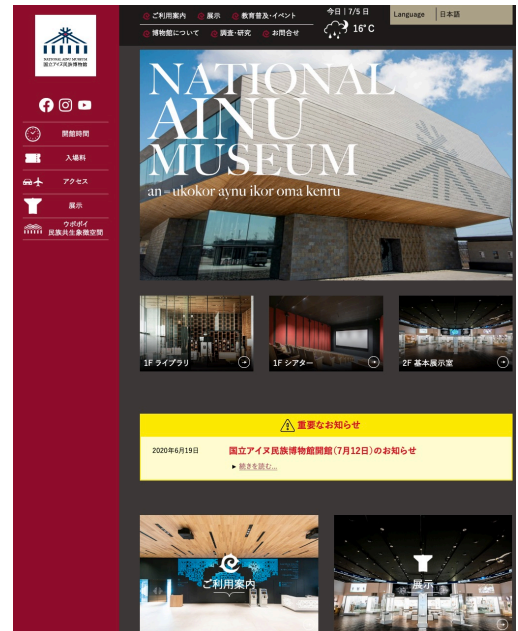 NATIONAL AINU MUSEUM
国立アイヌ民族博物館
開館時間
入場料
アクセス
展示
ウポポイ
民族共生象徴空間
ご利用案内
展示
教育普及・イベント
博物館について
調査・研究
お問合せ
今日 | 7/5 日
16°C
Language
日本語
NATIONAL
AINU
MUSEUM
an=ukokor aynu ikor oma kenru
1F ライブラリ
1F シアター
2F 基本展示室
重要なお知らせ
2020年6月19日
国立アイヌ民族博物館開館(7月12日)のお知らせ
続きを読む...
ご利用案内
展示